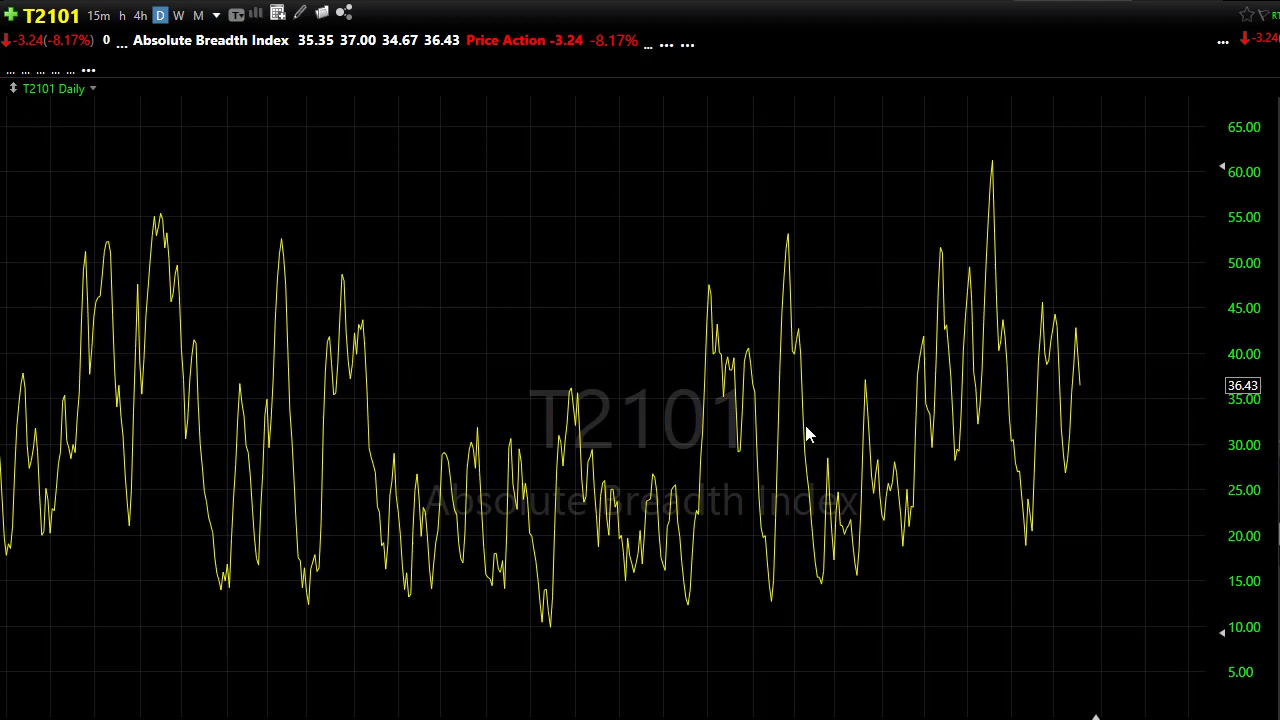 T2101 15m h 4h D W M T RT
-3.24(-8.17%) 0 ... Absolute Breadth Index 35.35 37.00 34.67 36.43 Price Action -3.24 -8.17% ... ... ... ... -3.24(
... ... ... ... ... ...
T2101 Daily
65.00
60.00
55.00
50.00
45.00
40.00
36.43
35.00
30.00
25.00
20.00
15.00
10.00
5.00
T2101
Absolute Breadth Index